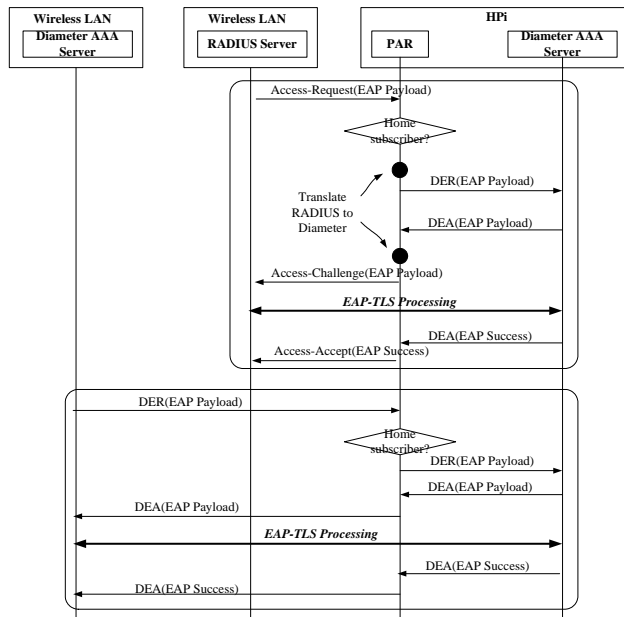 Wireless LAN
Wireless LAN
HPi
Diameter AAA
Server
RADIUS Server
PAR
Diameter AAA
Server
Access-Request(EAP Payload)
Home
subscriber?
DER(EAP Payload)
Translate
RADIUS to
Diameter
DEA(EAP Payload)
Access-Challenge(EAP Payload)
EAP-TLS Processing
DEA(EAP Success)
Access-Accept(EAP Success)
DER(EAP Payload)
Home
subscriber?
DER(EAP Payload)
DEA(EAP Payload)
DEA(EAP Payload)
EAP-TLS Processing
DEA(EAP Success)
DEA(EAP Success)